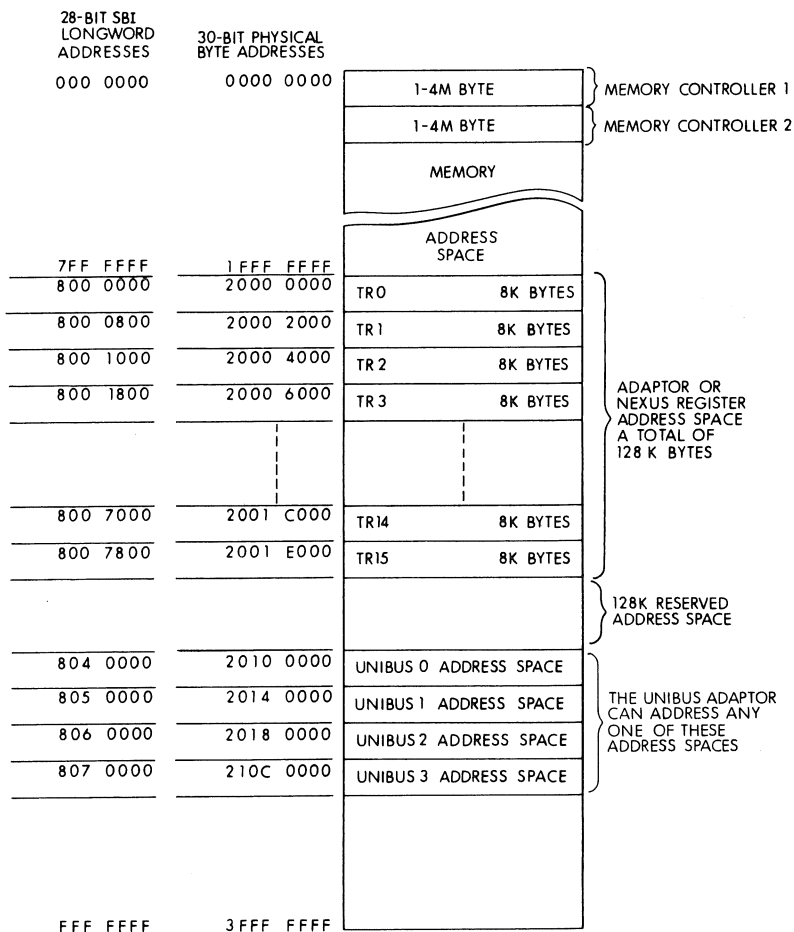 28-BIT SBI
LONGWORD
ADDRESSES
30-BIT PHYSICAL
BYTE ADDRESSES
000 0000 0000 0000 1-4M BYTE MEMORY CONTROLLER 1
1-4M BYTE MEMORY CONTROLLER 2
MEMORY
ADDRESS
SPACE
7FF FFFF 1FFF FFFF
800 0000 2000 0000 TR0 8K BYTES
800 0800 2000 2000 TR1 8K BYTES
800 1000 2000 4000 TR2 8K BYTES
800 1800 2000 6000 TR3 8K BYTES
ADAPTOR OR
NEXUS REGISTER
ADDRESS SPACE
A TOTAL OF
128 K BYTES
800 7000 2001 C000 TR14 8K BYTES
800 7800 2001 E000 TR15 8K BYTES
128K RESERVED
ADDRESS SPACE
804 0000 2010 0000 UNIBUS 0 ADDRESS SPACE
805 0000 2014 0000 UNIBUS 1 ADDRESS SPACE
806 0000 2018 0000 UNIBUS 2 ADDRESS SPACE
807 0000 210C 0000 UNIBUS 3 ADDRESS SPACE
THE UNIBUS ADAPTOR
CAN ADDRESS ANY
ONE OF THESE
ADDRESS SPACES
FFF FFFF 3FFF FFFF